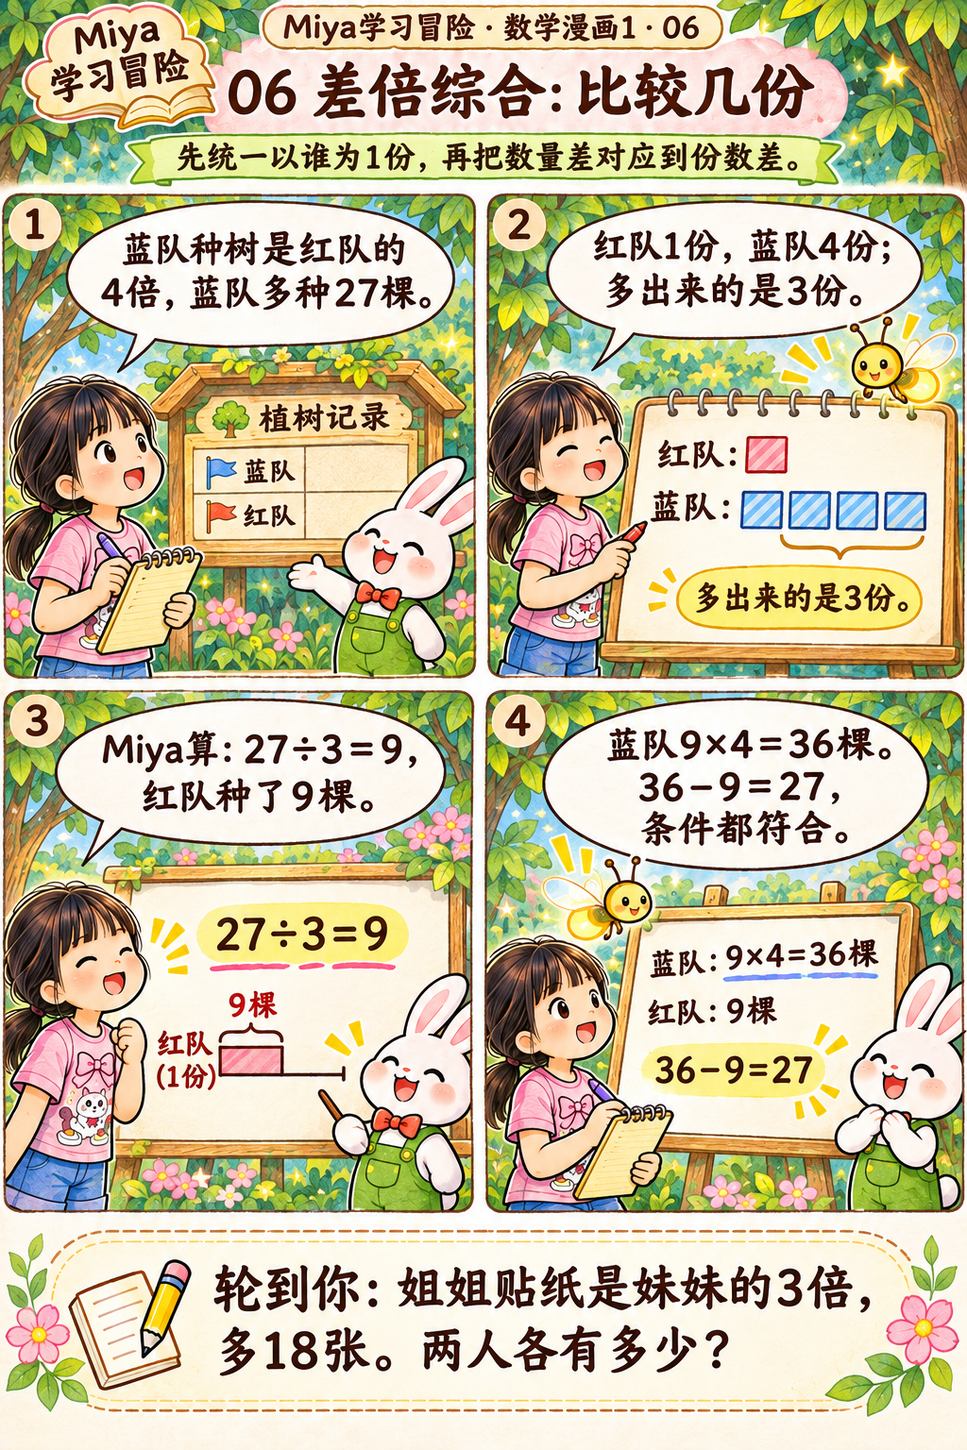 Miya
学习冒险
Miya学习冒险·数学漫画1·06
06 差倍综合：比较几份
先统一以谁为1份，再把数量差对应到份数差。
1
蓝队种树是红队的
4倍，蓝队多种27棵。
植树记录
蓝队
红队
2
红队1份，蓝队4份；
多出来的是3份。
红队：
蓝队：
多出来的是3份。
3
Miya算：27÷3=9，
红队种了9棵。
27÷3=9
9棵
红队
(1份)
4
蓝队9×4=36棵。
36-9=27，
条件都符合。
蓝队：9×4=36棵
红队：9棵
36-9=27
轮到你：姐姐贴纸是妹妹的3倍，
多18张。两人各有多少？